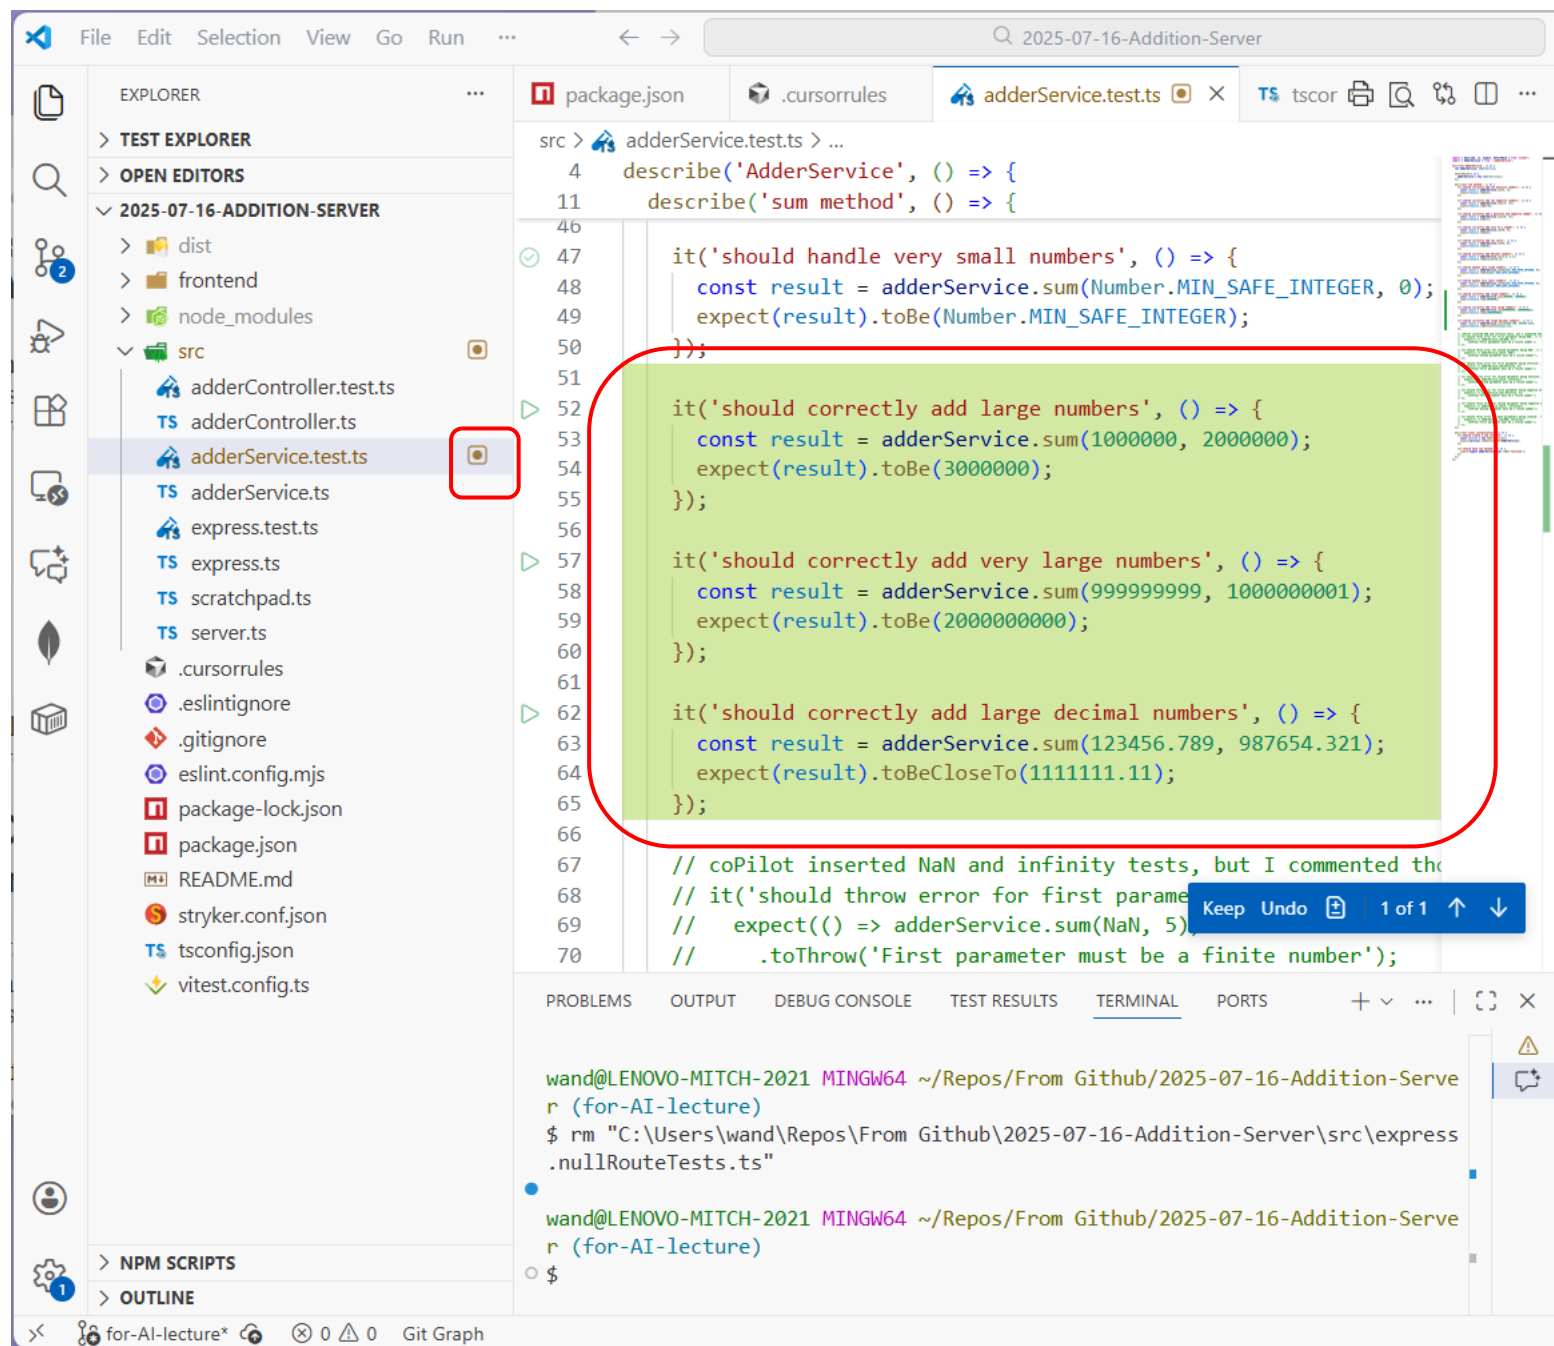 File Edit Selection View Go Run ··· 2025-07-16-Addition-Server
EXPLORER ···
TEST EXPLORER
OPEN EDITORS
2025-07-16-ADDITION-SERVER
dist
frontend
node_modules
src
adderController.test.ts
TS adderController.ts
adderService.test.ts
TS adderService.ts
express.test.ts
TS express.ts
TS scratchpad.ts
TS server.ts
.cursorrules
.eslintignore
.gitignore
eslint.config.mjs
package-lock.json
package.json
README.md
stryker.conf.json
TS tsconfig.json
vitest.config.ts
NPM SCRIPTS
OUTLINE
2
1
package.json .cursorrules adderService.test.ts TS tscor ···
src > adderService.test.ts > ...
4 describe('AdderService', () => {
11 describe('sum method', () => {
46
47 it('should handle very small numbers', () => {
48 const result = adderService.sum(Number.MIN_SAFE_INTEGER, 0);
49 expect(result).toBe(Number.MIN_SAFE_INTEGER);
50 });
51
52 it('should correctly add large numbers', () => {
53 const result = adderService.sum(1000000, 2000000);
54 expect(result).toBe(3000000);
55 });
56
57 it('should correctly add very large numbers', () => {
58 const result = adderService.sum(999999999, 1000000001);
59 expect(result).toBe(2000000000);
60 });
61
62 it('should correctly add large decimal numbers', () => {
63 const result = adderService.sum(123456.789, 987654.321);
64 expect(result).toBeCloseTo(1111111.11);
65 });
66
67 // coPilot inserted NaN and infinity tests, but I commented tho
68 // it('should throw error for first parame
69 // expect(() => adderService.sum(NaN, 5)
70 // .toThrow('First parameter must be a finite number');
Keep Undo 1 of 1
PROBLEMS OUTPUT DEBUG CONSOLE TEST RESULTS TERMINAL PORTS
wand@LENOVO-MITCH-2021 MINGW64 ~/Repos/From Github/2025-07-16-Addition-Serve
r (for-AI-lecture)
$ rm "C:\Users\wand\Repos\From Github\2025-07-16-Addition-Server\src\express
.nullRouteTests.ts"
wand@LENOVO-MITCH-2021 MINGW64 ~/Repos/From Github/2025-07-16-Addition-Serve
r (for-AI-lecture)
$
for-AI-lecture* 0 0 Git Graph